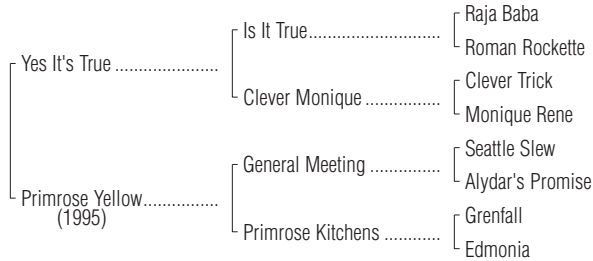 Raja Baba
Is It True............................
Roman Rockette
Yes It's True ......................
Clever Trick
Clever Monique ................
Monique Rene
Seattle Slew
General Meeting ...............
Alydar's Promise
Primrose Yellow................
(1995)
Grenfall
Primrose Kitchens ............
Edmonia